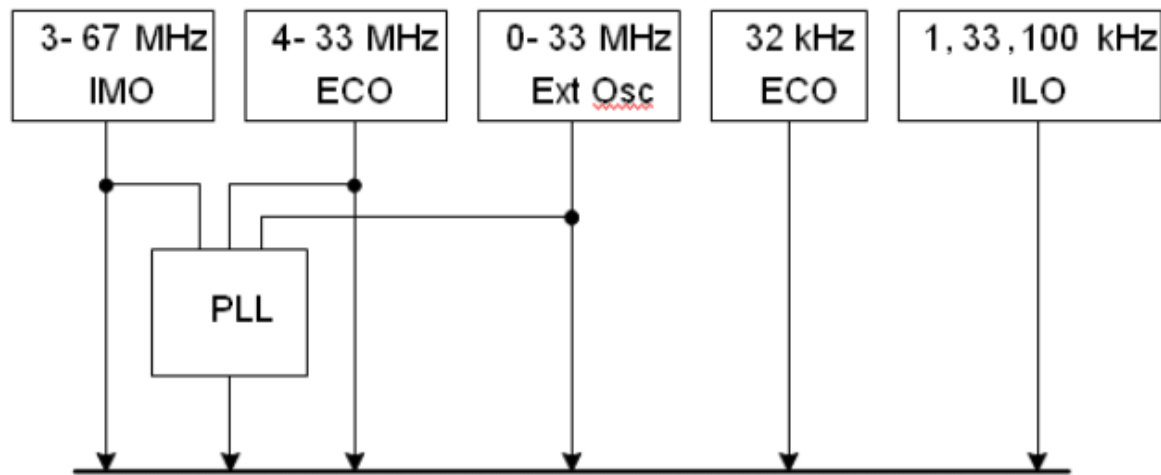 3- 67 MHz
IMO
4- 33 MHz
ECO
0- 33 MHz
Ext Osc
32 kHz
ECO
1, 33, 100 kHz
ILO
PLL